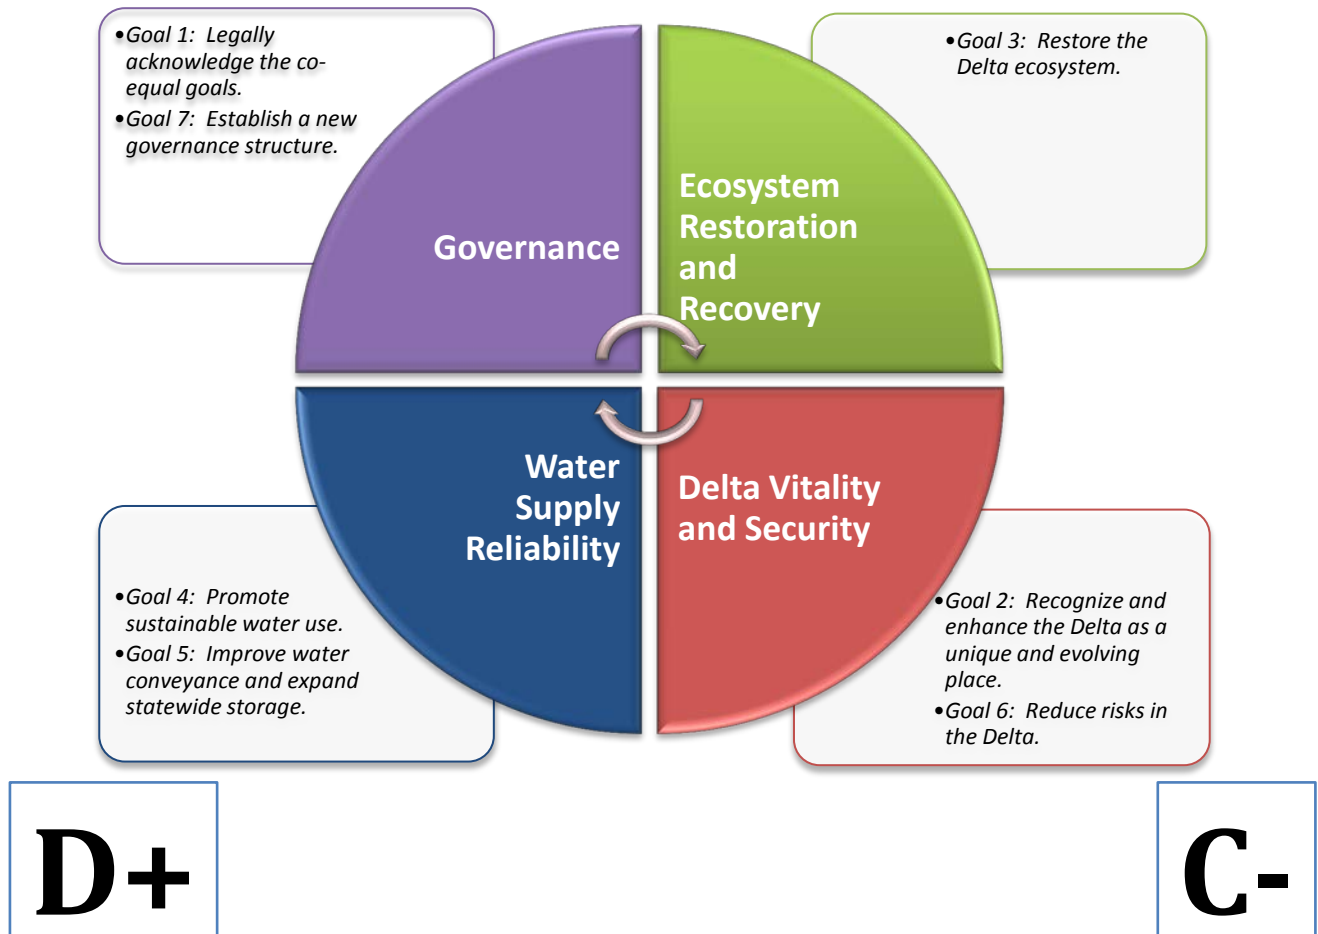 •Goal 1:  Legally
acknowledge the co-
equal goals.
•Goal 7:  Establish a new
governance structure.
•Goal 3:  Restore the
Delta ecosystem.
Governance
Ecosystem
Restoration
and
Recovery
Water
Supply
Reliability
Delta Vitality
and Security
•Goal 4:  Promote
sustainable water use.
•Goal 5:  Improve water
conveyance and expand
statewide storage.
•Goal 2:  Recognize and
enhance the Delta as a
unique and evolving
place.
•Goal 6:  Reduce risks in
the Delta.
D+
C-